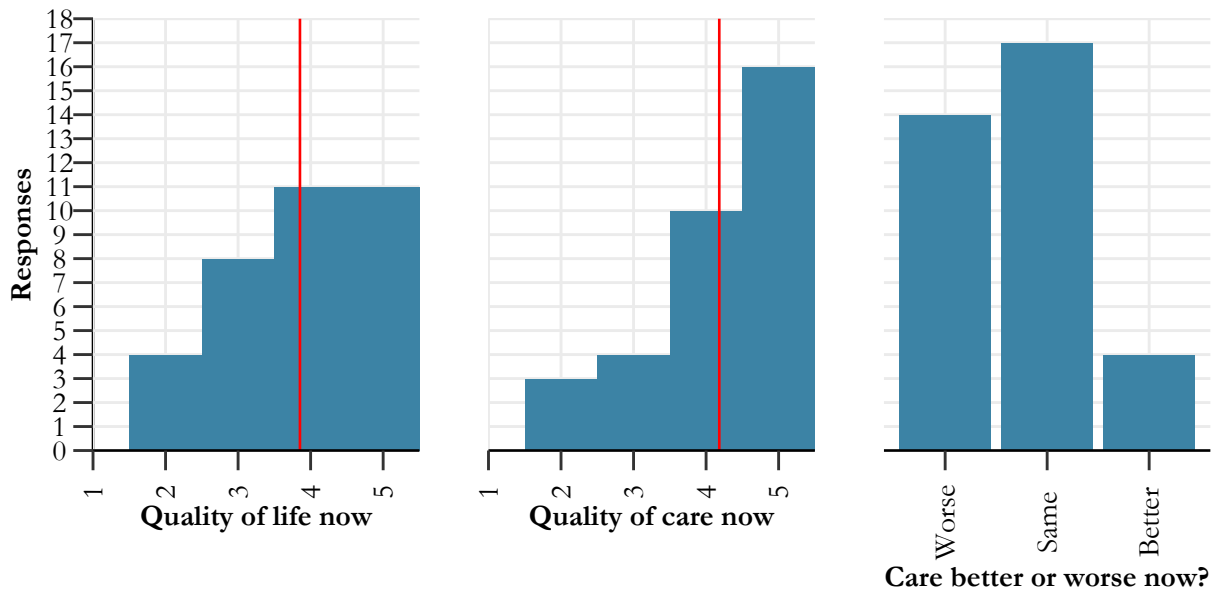 Responses
18
17
16
15
14
13
12
11
10
9
8
7
6
5
4
3
2
1
0
1 2 3 4 5
Quality of life now
1 2 3 4 5
Quality of care now
Worse Same Better
Care better or worse now?